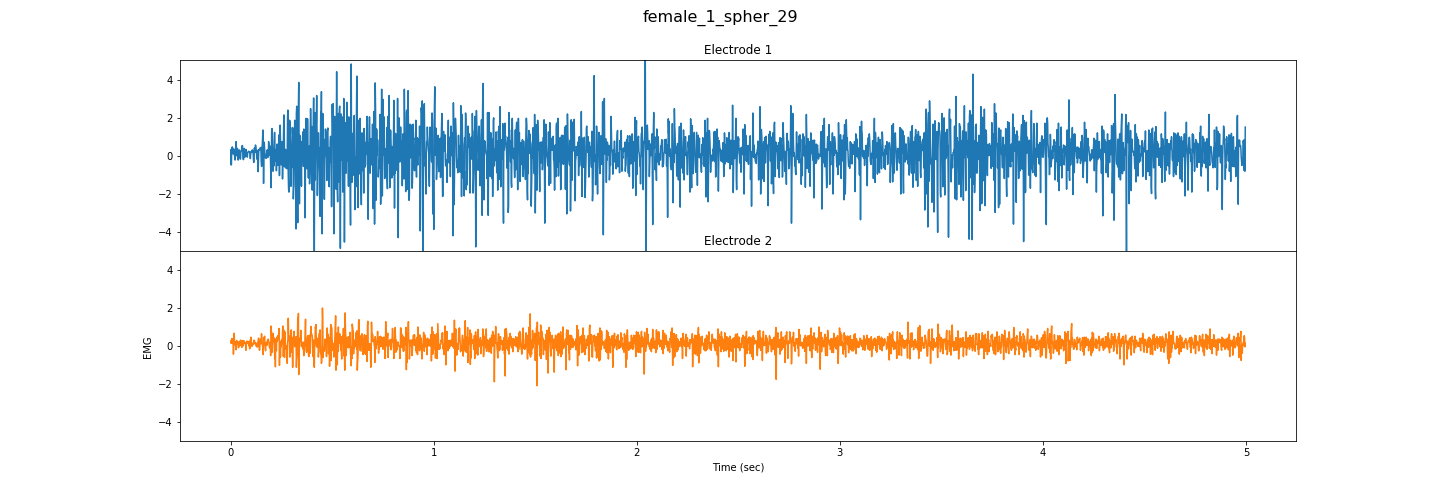 female_1_spher_29
Electrode 1
4
2
0
−2
−4
Electrode 2
4
2
0
−2
−4
EMG
0 1 2 3 4 5
Time (sec)